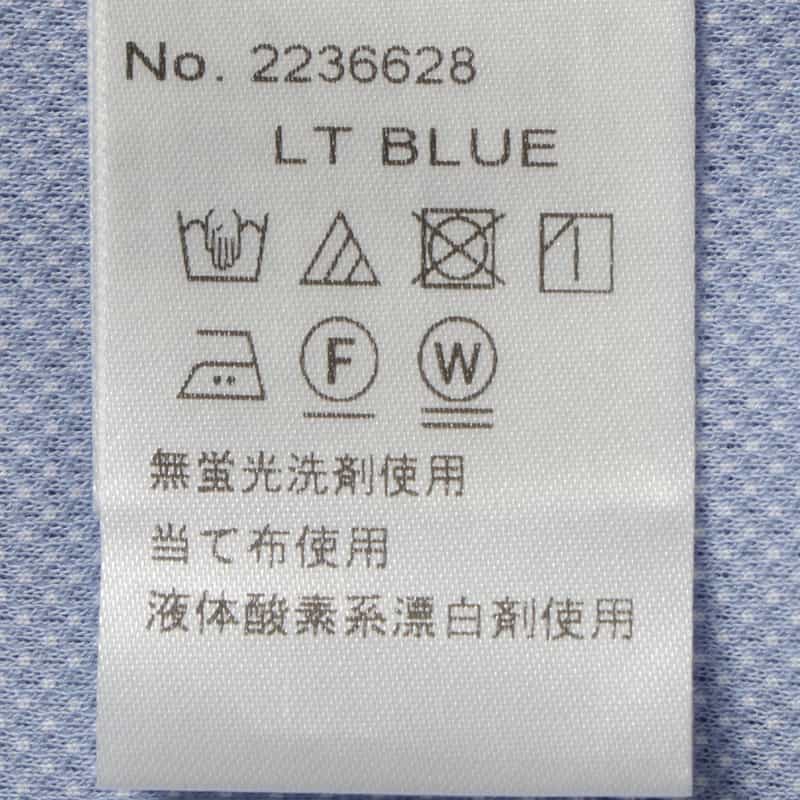 No. 2236628
LT BLUE
F W
無蛍光洗剤使用
当て布使用
液体酸素系漂白剤使用